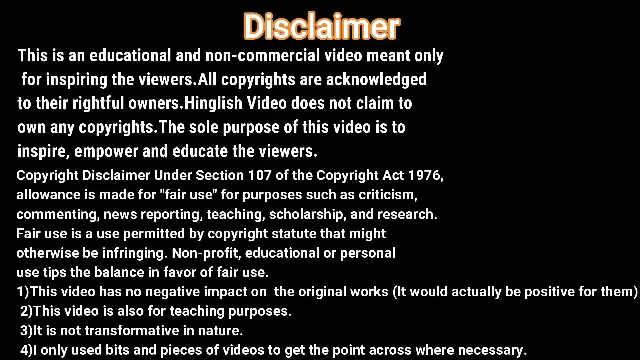 Disclaimer
This is an educational and non-commercial video meant only
for inspiring the viewers.All copyrights are acknowledged
to their rightful owners.Hinglish Video does not claim to
own any copyrights.The sole purpose of this video is to
inspire, empower and educate the viewers.
Copyright Disclaimer Under Section 107 of the Copyright Act 1976,
allowance is made for "fair use" for purposes such as criticism,
commenting, news reporting, teaching, scholarship, and research.
Fair use is a use permitted by copyright statute that might
otherwise be infringing. Non-profit, educational or personal
use tips the balance in favor of fair use.
1)This video has no negative impact on the original works (It would actually be positive for them)
2)This video is also for teaching purposes.
3)It is not transformative in nature.
4)I only used bits and pieces of videos to get the point across where necessary.